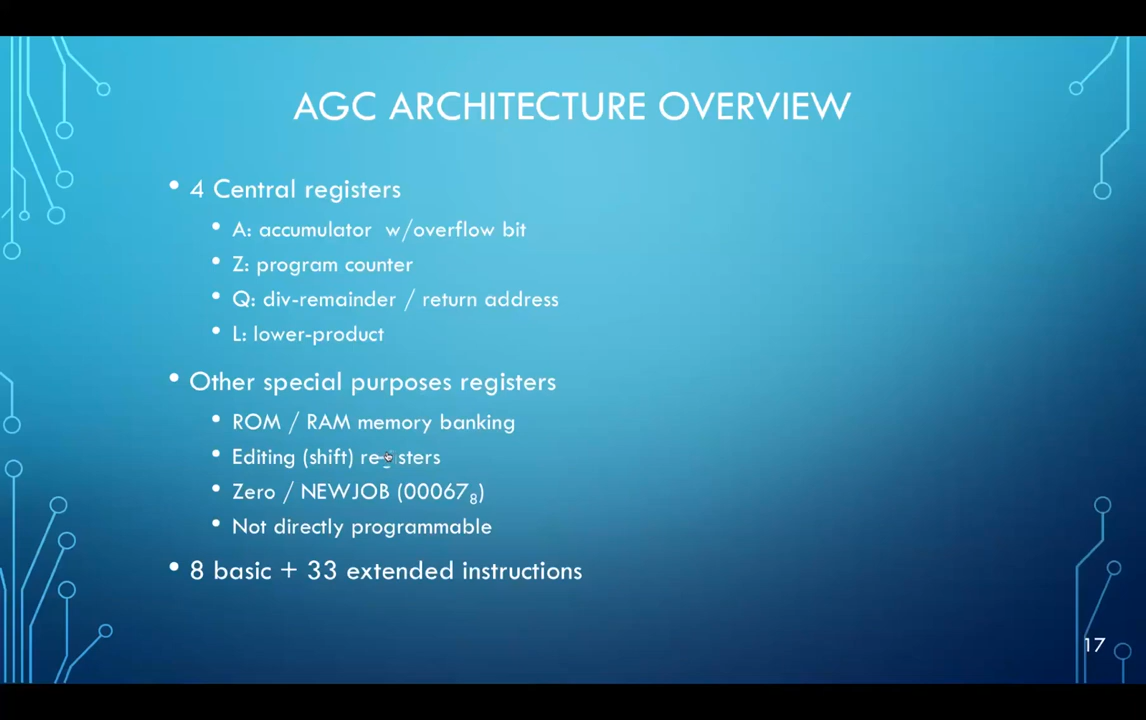 AGC ARCHITECTURE OVERVIEW
• 4 Central registers
• A: accumulator w/overflow bit
• Z: program counter
• Q: div-remainder / return address
• L: lower-product
• Other special purposes registers
• ROM / RAM memory banking
• Editing (shift) registers
• Zero / NEWJOB (00067₈)
• Not directly programmable
• 8 basic + 33 extended instructions
17